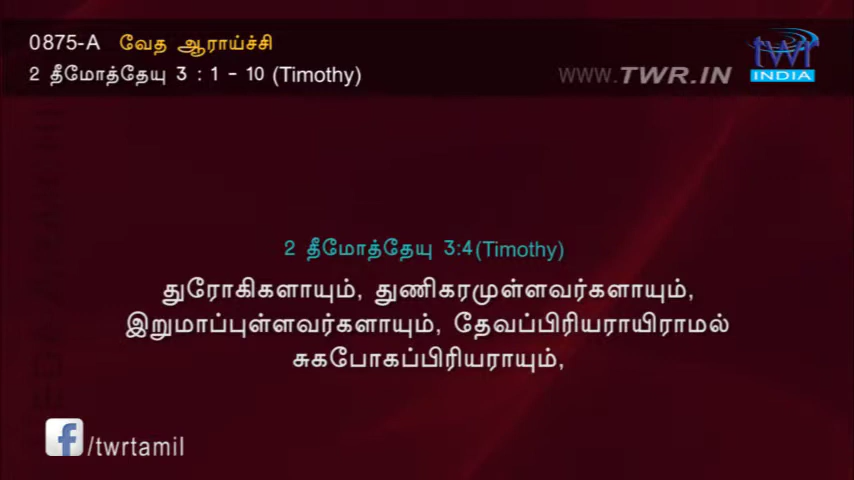 0875-A வேத ஆராய்ச்சி
2 தீமோத்தேயு 3 : 1 - 10 (Timothy)
WWW.TWR.IN
twr
INDIA
2 தீமோத்தேயு 3:4(Timothy)
துரோகிகளாயும், துணிகரமுள்ளவர்களாயும்,
இறுமாப்புள்ளவர்களாயும், தேவப்பிரியராயிராமல்
சுகபோகப்பிரியராயும்,
f/twrtamil